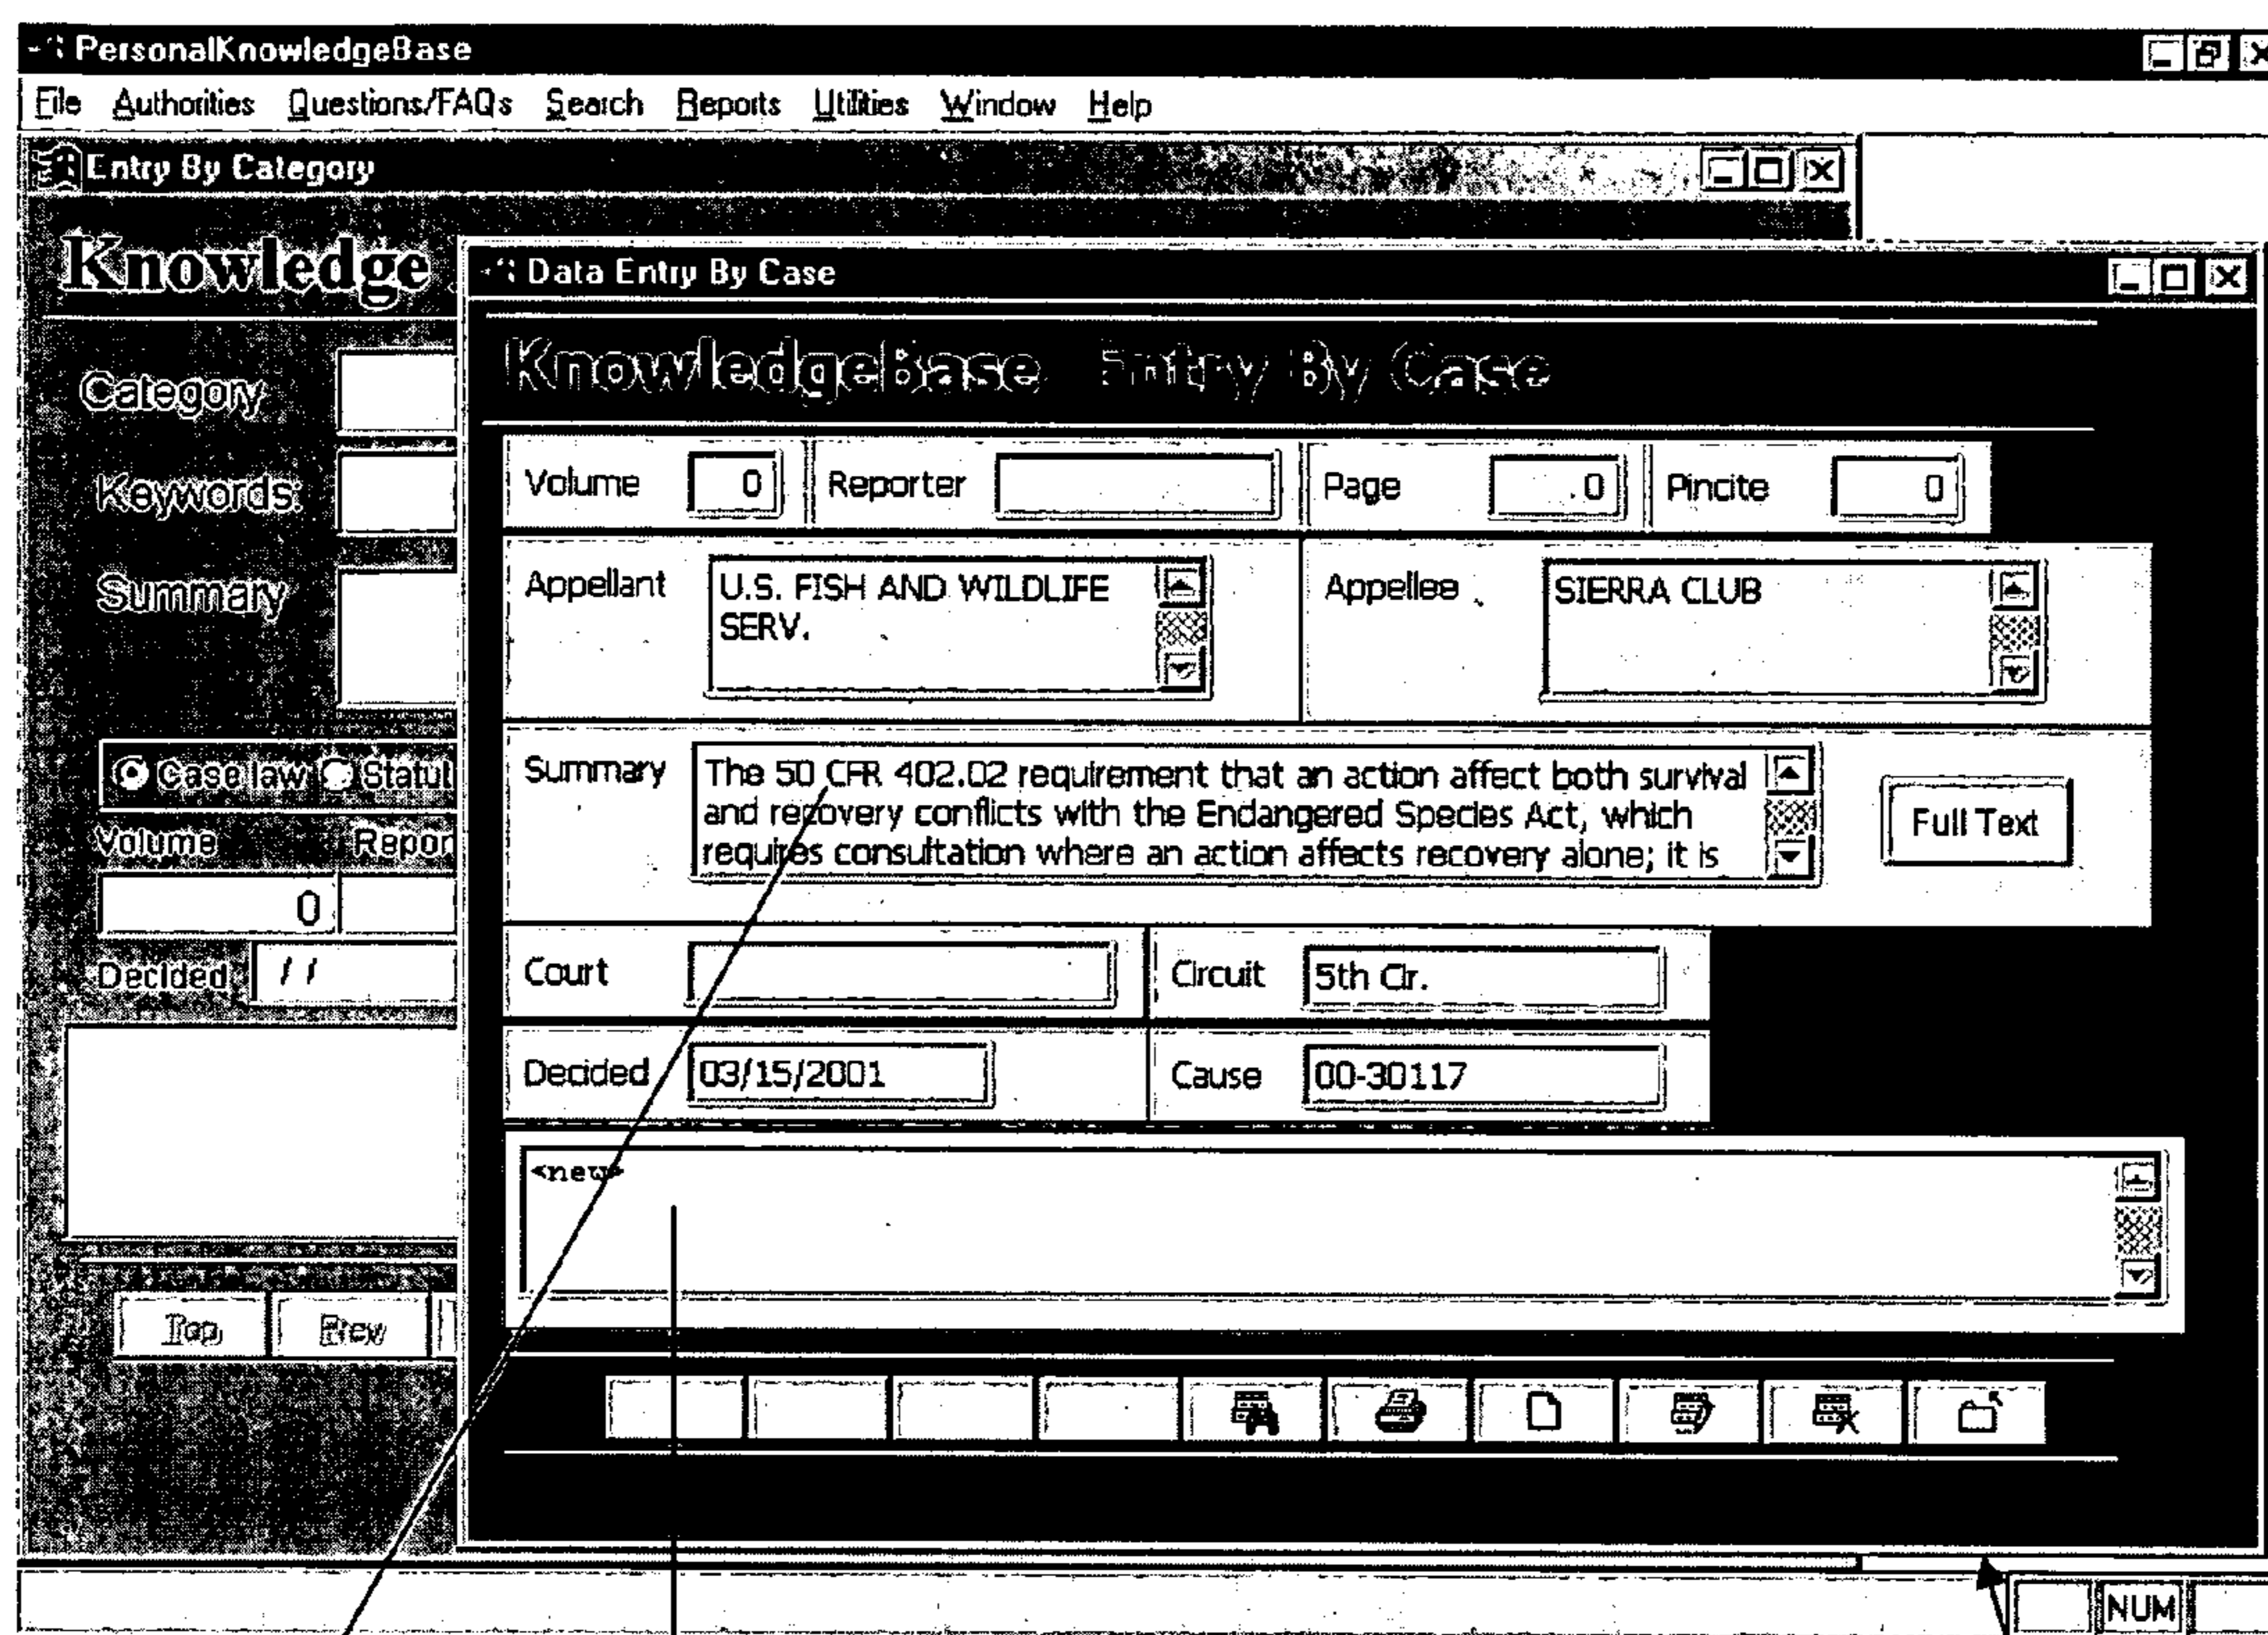 PersonalKnowledgeBase
File Authorities Questions/FAQs Search Reports Utilities Window Help
Entry By Category
Knowledge
Data Entry By Case
KnowledgeBase Entry By Case
Category
Keywords
Summary
Case law Statut
Volume Repor
0
Decided / /
Top Prev
Volume 0 Reporter Page 0 Pincite 0
Appellant U.S. FISH AND WILDLIFE
SERV.
Appellee SIERRA CLUB
Summary The 50 CFR 402.02 requirement that an action affect both survival
and recovery conflicts with the Endangered Species Act, which
requires consultation where an action affects recovery alone; it is
Full Text
Court Circuit 5th Cir.
Decided 03/15/2001 Cause 00-30117
<new>
NUM